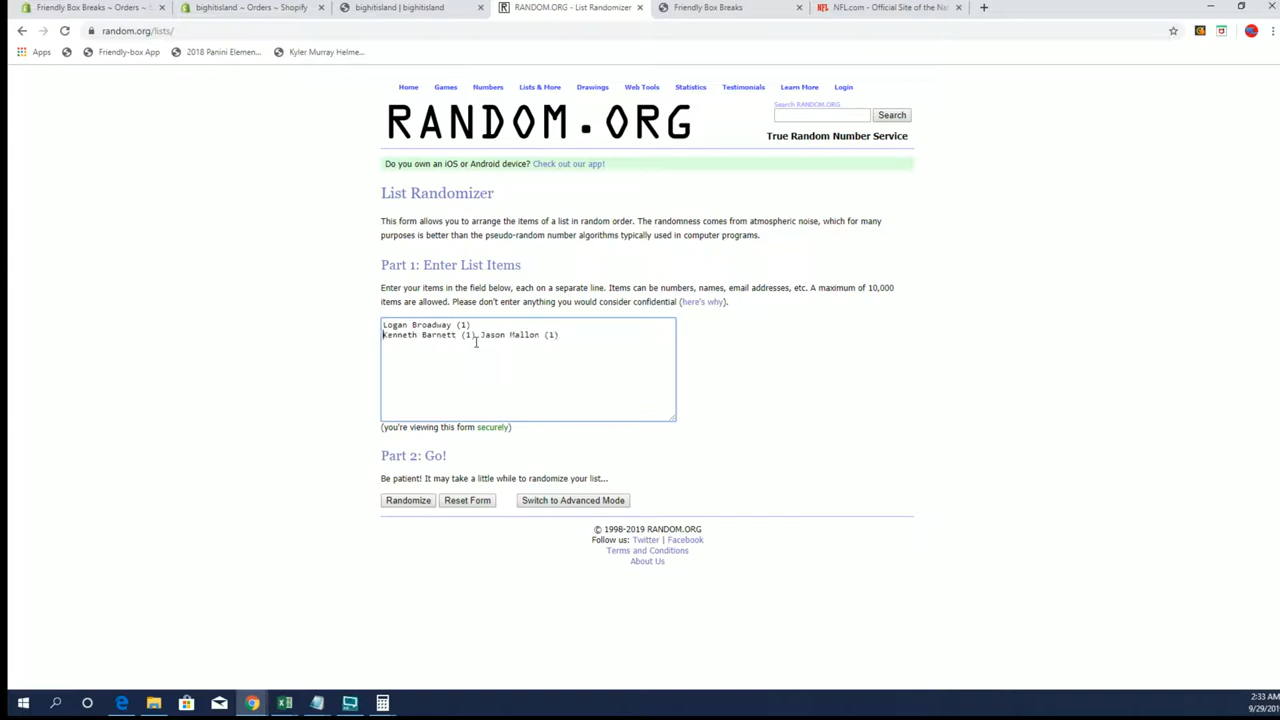 Friendly Box Breaks ~ Orders ~
bighitisland ~ Orders ~ Shopify
bighitisland | bighitisland
RANDOM.ORG - List Randomizer
Friendly Box Breaks
NFL.com - Official Site of the Na
random.org/lists/
Apps
Friendly-box App
2018 Panini Elemen...
Kyler Murray Helme...
Home Games Numbers Lists & More Drawings Web Tools Statistics Testimonials Learn More Login
RANDOM.ORG
Search RANDOM.ORG
Search
True Random Number Service
Do you own an iOS or Android device? Check out our app!
List Randomizer
This form allows you to arrange the items of a list in random order. The randomness comes from atmospheric noise, which for many
purposes is better than the pseudo-random number algorithms typically used in computer programs.
Part 1: Enter List Items
Enter your items in the field below, each on a separate line. Items can be numbers, names, email addresses, etc. A maximum of 10,000
items are allowed. Please don't enter anything you would consider confidential (here's why).
Logan Broadway (1)
Kenneth Barnett (1) Jason Mallon (1)
(you're viewing this form securely)
Part 2: Go!
Be patient! It may take a little while to randomize your list...
Randomize Reset Form Switch to Advanced Mode
© 1998-2019 RANDOM.ORG
Follow us: Twitter | Facebook
Terms and Conditions
About Us
2:33 AM
9/29/201